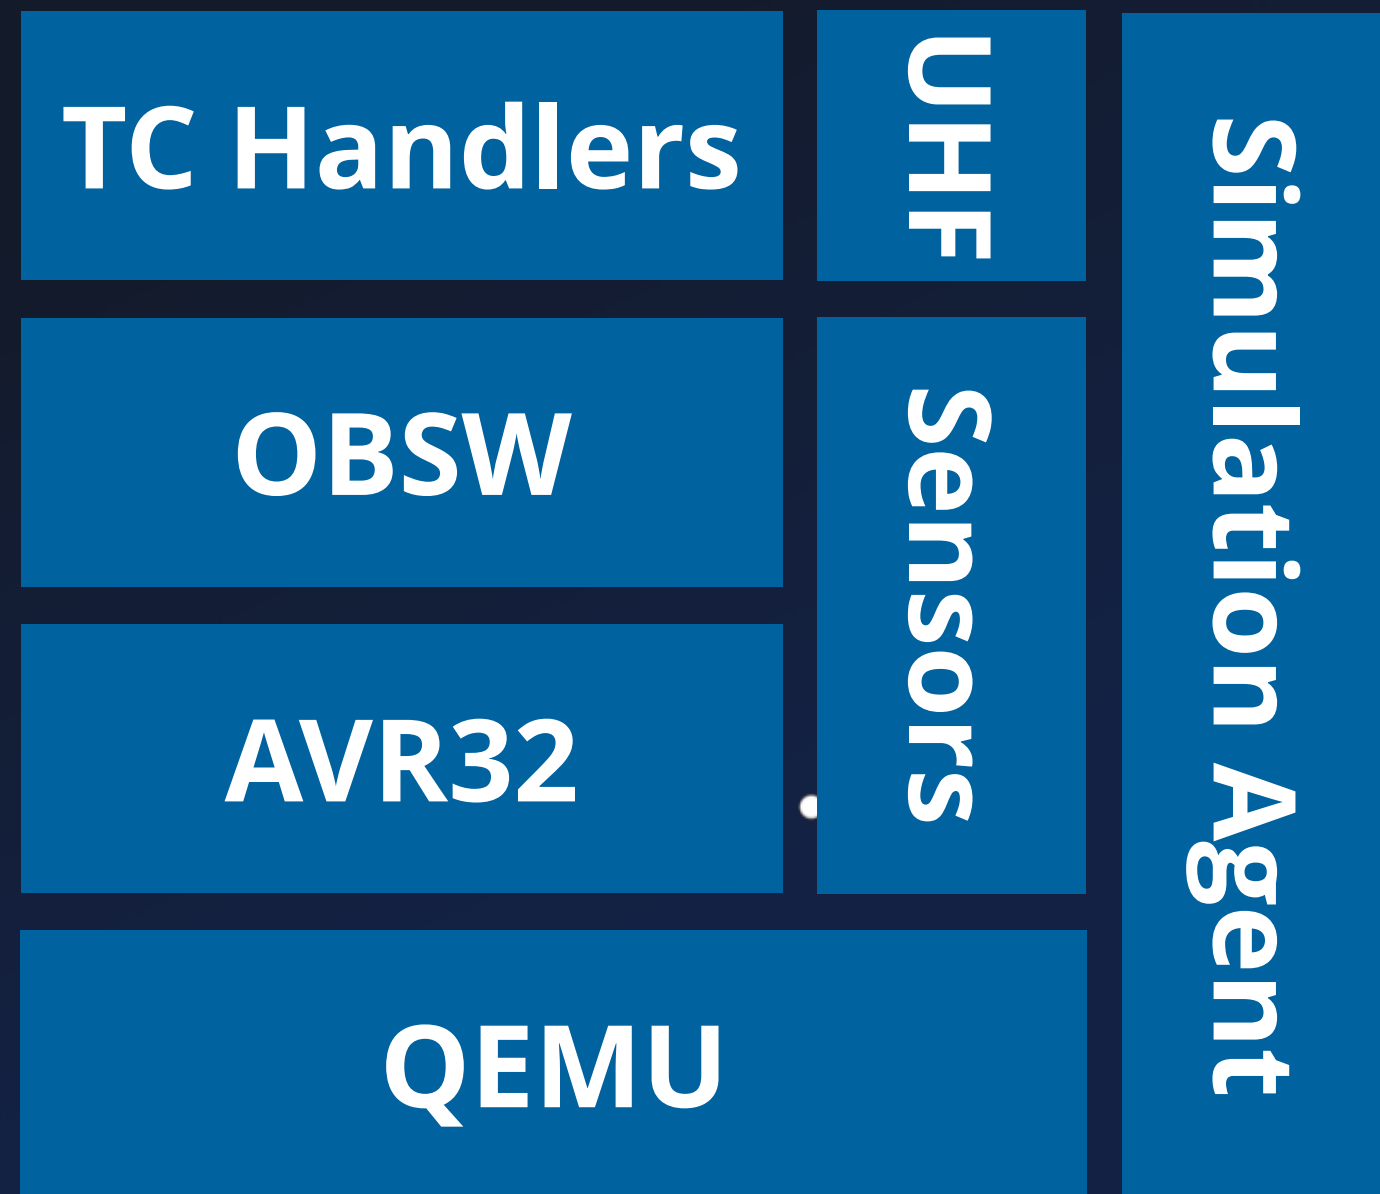 TC Handlers
UHF
Simulation Agent
OBSW
Sensors
AVR32
QEMU